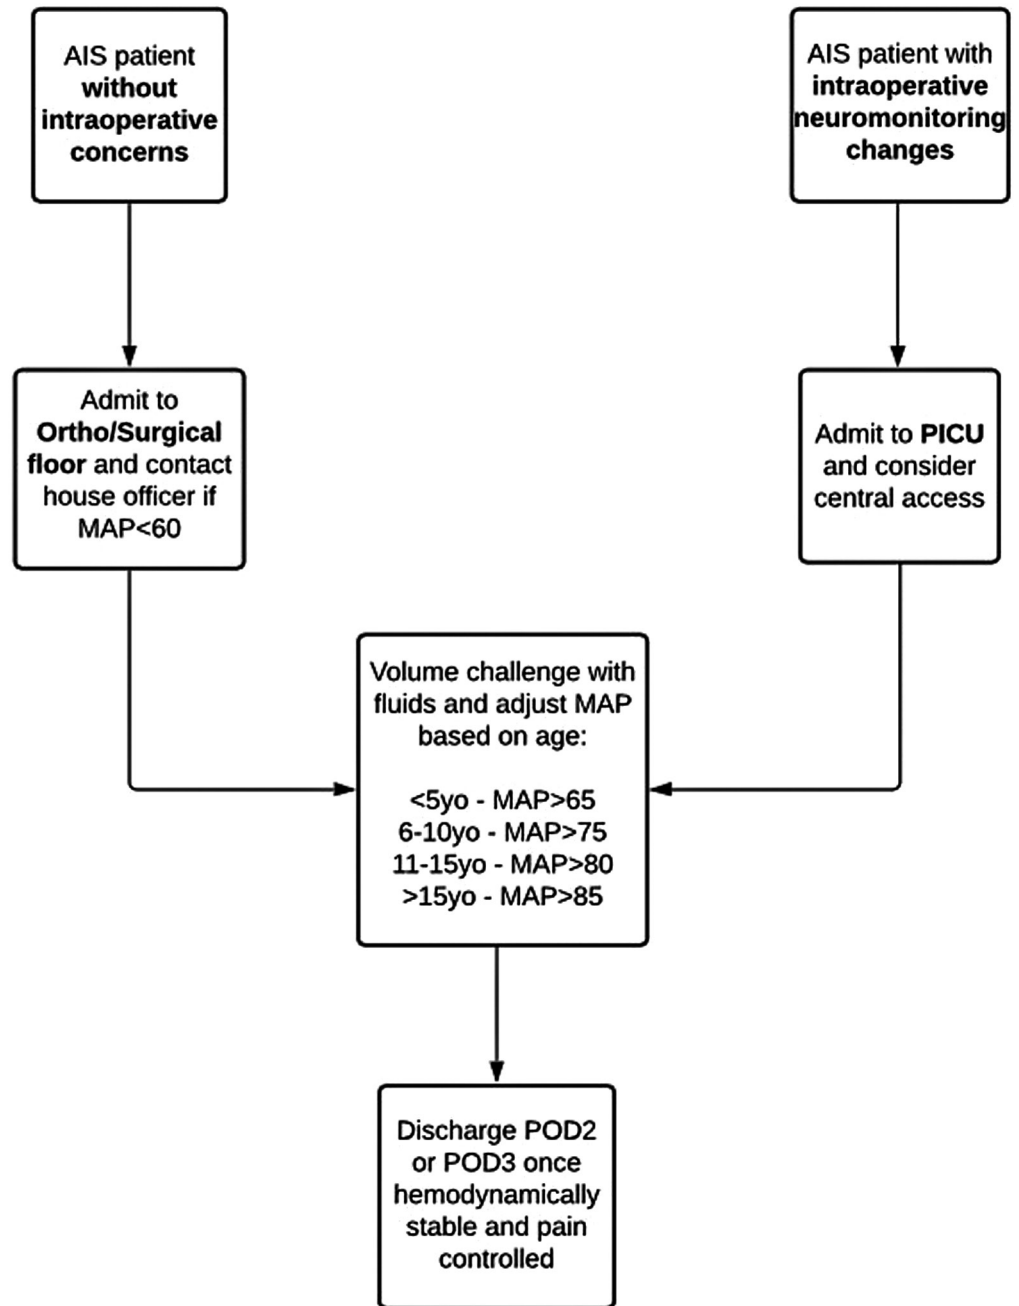 AIS patient
without
intraoperative
concerns
AIS patient with
intraoperative
neuromonitoring
changes
Admit to
Ortho/Surgical
floor and contact
house officer if
MAP<60
Admit to PICU
and consider
central access
Volume challenge with
fluids and adjust MAP
based on age:
<5yo - MAP>65
6-10yo - MAP>75
11-15yo - MAP>80
>15yo - MAP>85
Discharge POD2
or POD3 once
hemodynamically
stable and pain
controlled